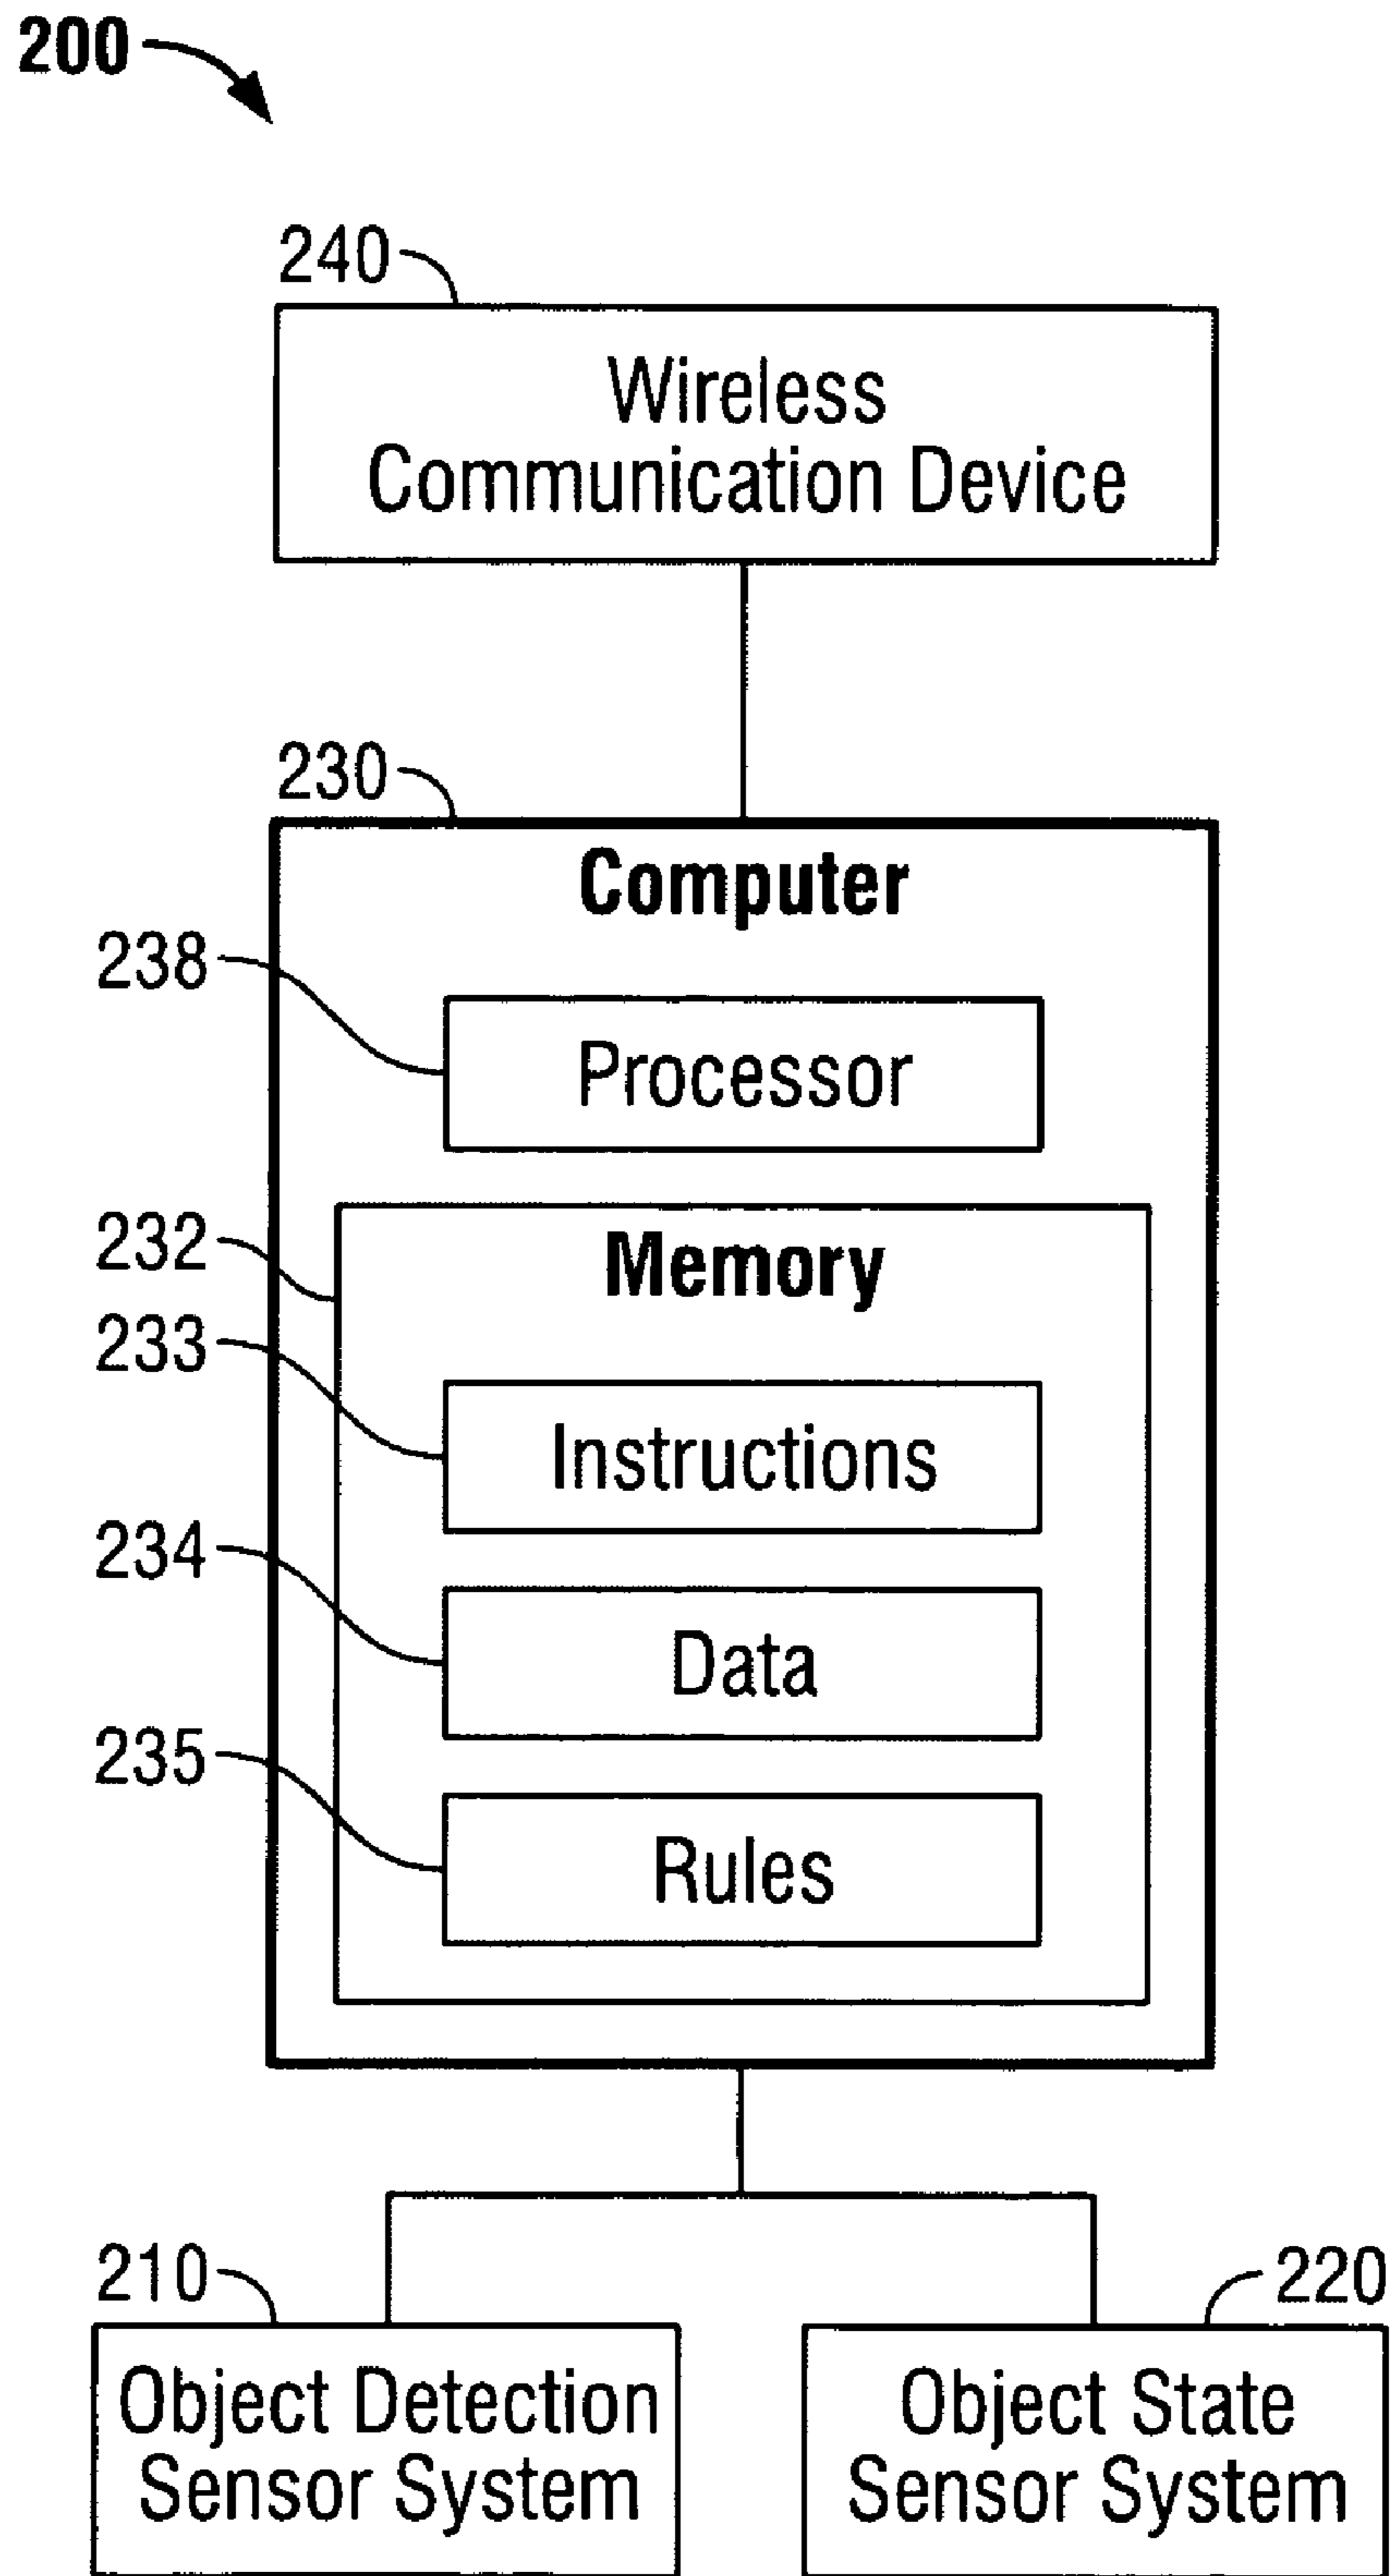 200
240
Wireless
Communication Device
230
Computer
238
Processor
232
Memory
233
Instructions
234
Data
235
Rules
210
220
Object Detection
Sensor System
Object State
Sensor System